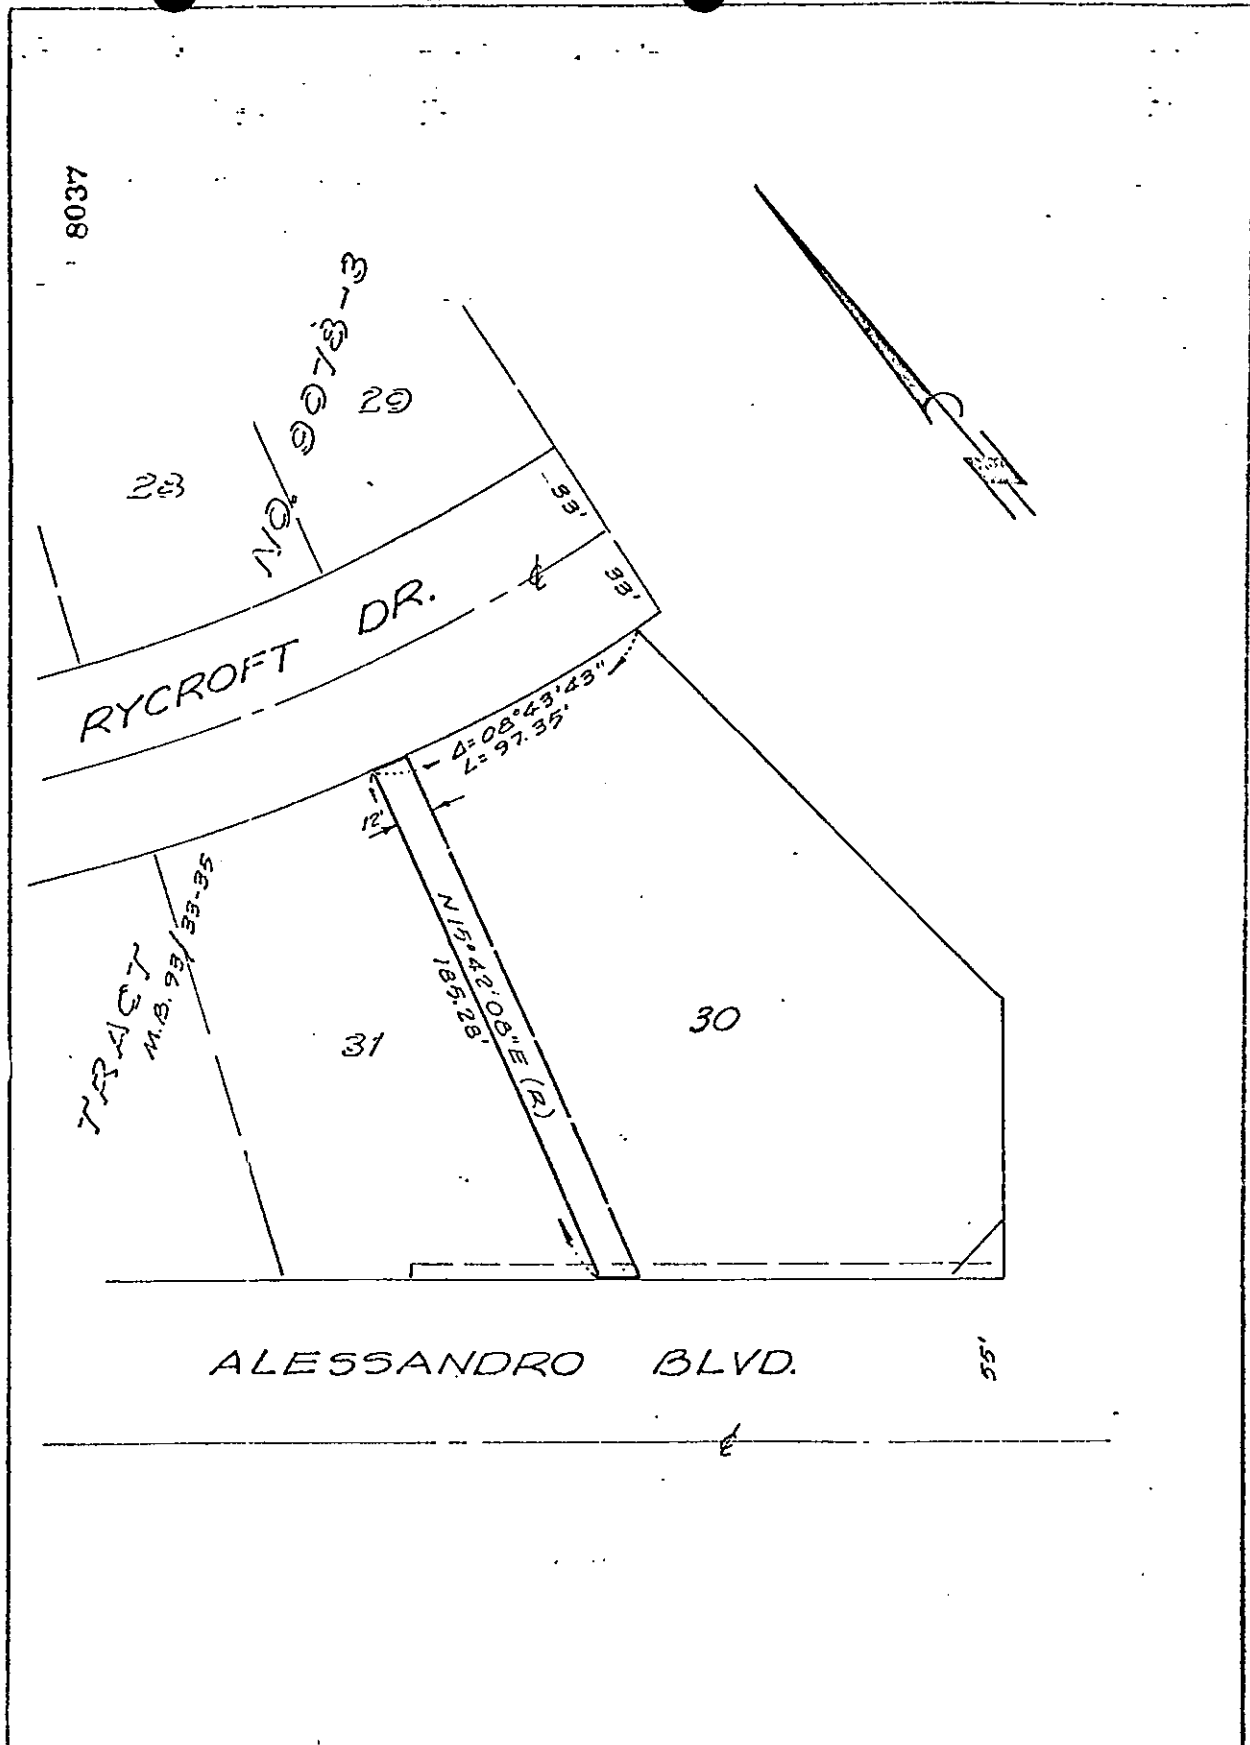 8037
NO. 9078-3
29
28
33'
33'
℄
RYCROFT DR.
Δ=08°43'43"
L=97.35'
12'
N 15°42'08"E (R)
185.28'
TRACT
M.B. 93/33-35
31
30
N
ALESSANDRO BLVD.
55'
℄